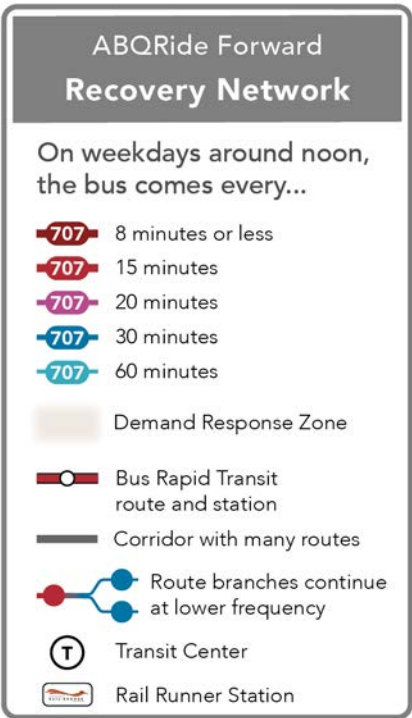 ABQRide Forward
Recovery Network
On weekdays around noon,
the bus comes every...
707 8 minutes or less
707 15 minutes
707 20 minutes
707 30 minutes
707 60 minutes
Demand Response Zone
Bus Rapid Transit
route and station
Corridor with many routes
Route branches continue
at lower frequency
T Transit Center
Rail Runner Station